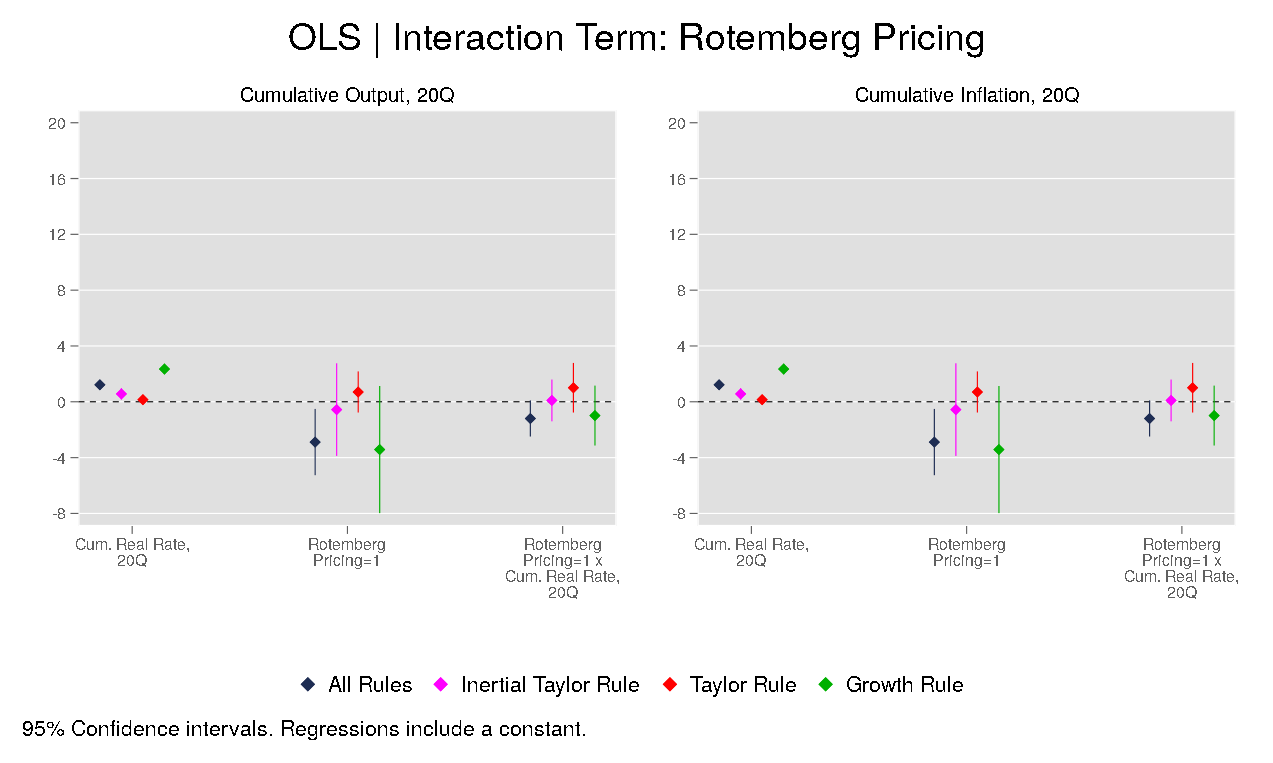 OLS | Interaction Term: Rotemberg Pricing
Cumulative Output, 20Q
20
16
12
8
4
0
-4
-8
Cum. Real Rate,
20Q
Rotemberg
Pricing=1
Rotemberg
Pricing=1 x
Cum. Real Rate,
20Q
Cumulative Inflation, 20Q
20
16
12
8
4
0
-4
-8
Cum. Real Rate,
20Q
Rotemberg
Pricing=1
Rotemberg
Pricing=1 x
Cum. Real Rate,
20Q
All Rules Inertial Taylor Rule Taylor Rule Growth Rule
95% Confidence intervals. Regressions include a constant.